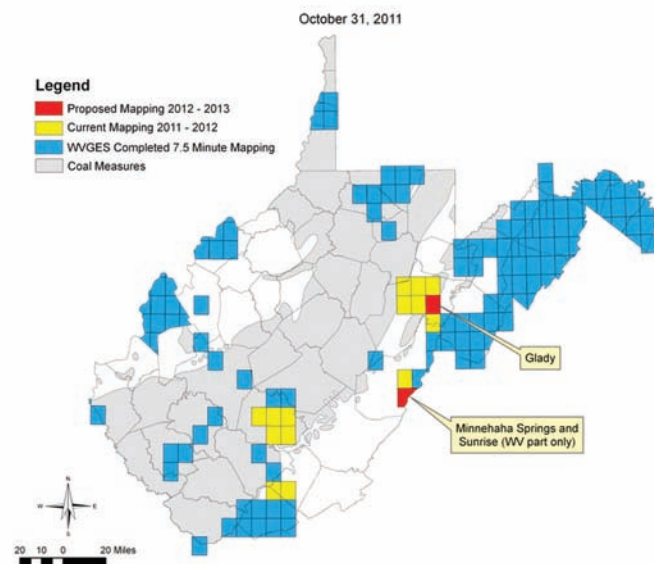 October 31, 2011
Legend
Proposed Mapping 2012 - 2013
Current Mapping 2011 - 2012
WVGES Completed 7.5 Minute Mapping
Coal Measures
Glady
Minnehaha Springs and
Sunrise (WV part only)
N
W E
S
20 10 0 20 Miles